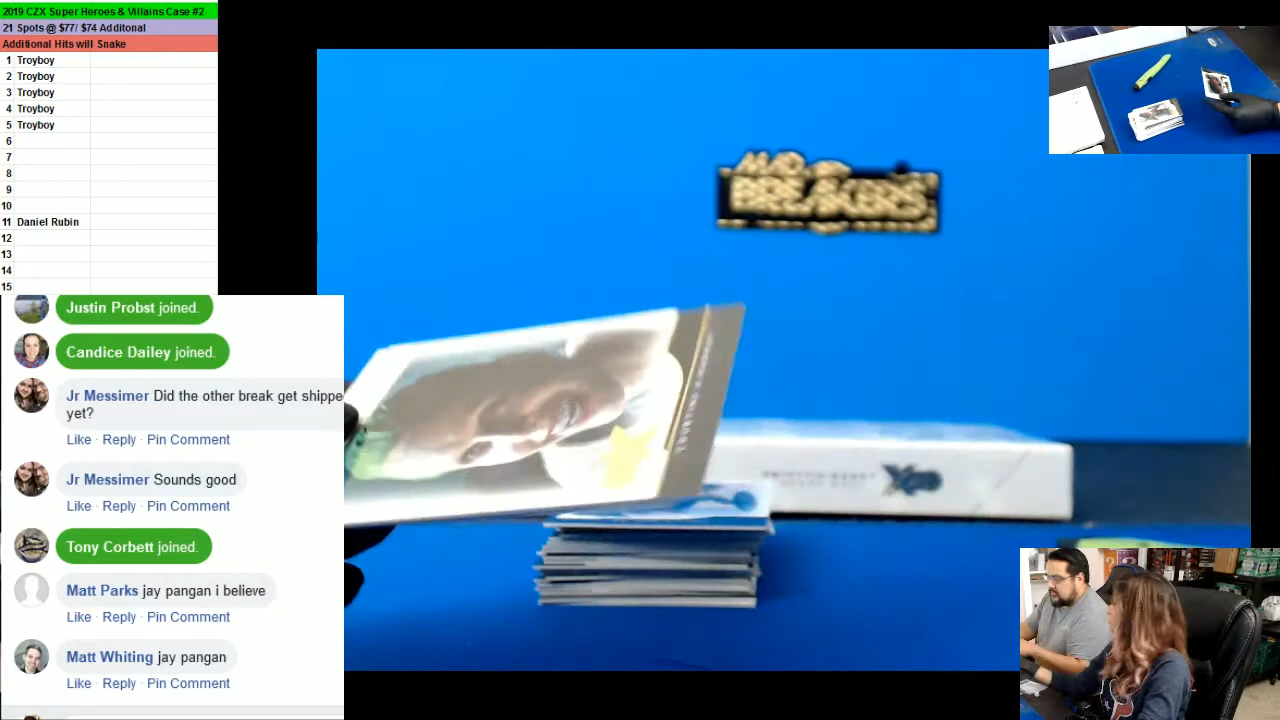 2019 CZX Super Heroes & Villains Case #2
21 Spots @ $77/ $74 Additonal
Additional Hits will Snake
1 Troyboy
2 Troyboy
3 Troyboy
4 Troyboy
5 Troyboy
6
7
8
9
10
11 Daniel Rubin
12
13
14
15
Justin Probst joined.
Candice Dailey joined.
Jr Messimer Did the other break get shippe
yet?
Like · Reply · Pin Comment
Jr Messimer Sounds good
Like · Reply · Pin Comment
Tony Corbett joined.
Matt Parks jay pangan i believe
Like · Reply · Pin Comment
Matt Whiting jay pangan
Like · Reply · Pin Comment
BREAKERS